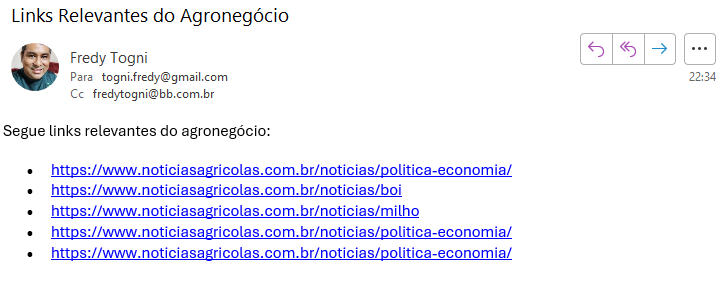 Links Relevantes do Agronegócio
Fredy Togni
Para togni.fredy@gmail.com
Cc fredytogni@bb.com.br
22:34
Segue links relevantes do agronegócio:
• https://www.noticiasagricolas.com.br/noticias/politica-economia/
• https://www.noticiasagricolas.com.br/noticias/boi
• https://www.noticiasagricolas.com.br/noticias/milho
• https://www.noticiasagricolas.com.br/noticias/politica-economia/
• https://www.noticiasagricolas.com.br/noticias/politica-economia/